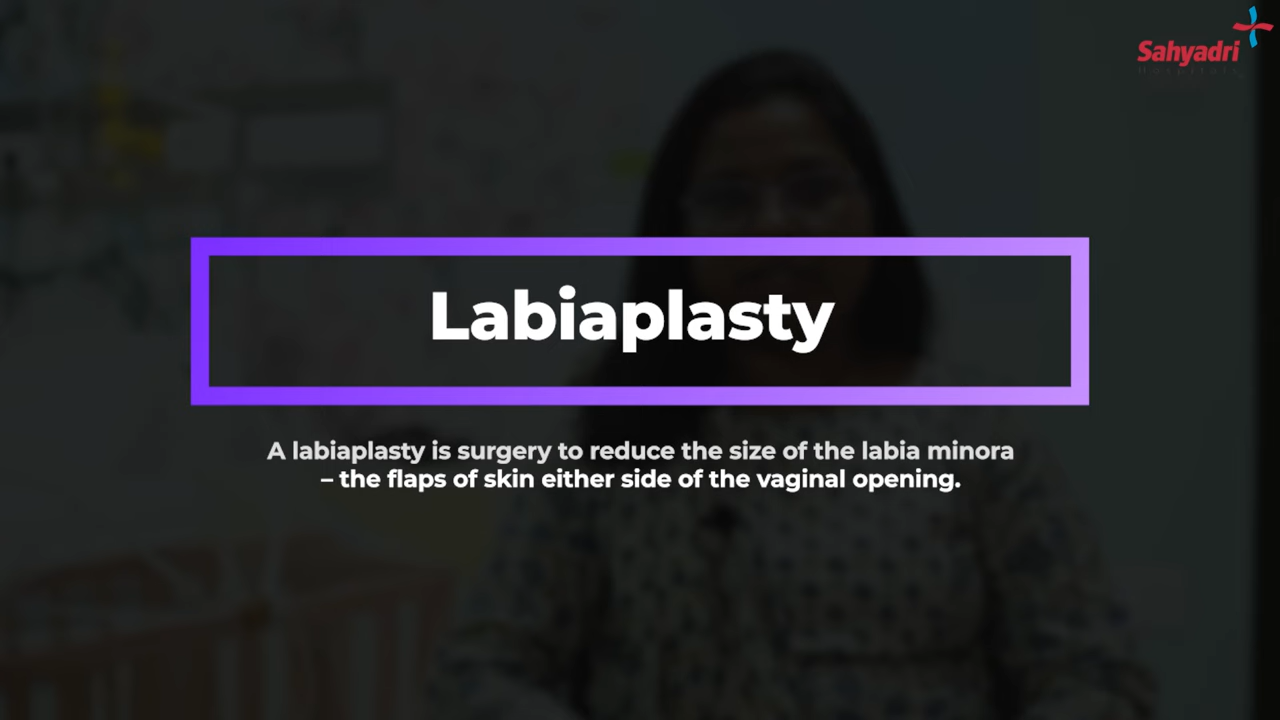 Sahyadri
Hospitals
Labiaplasty
A labiaplasty is surgery to reduce the size of the labia minora
– the flaps of skin either side of the vaginal opening.